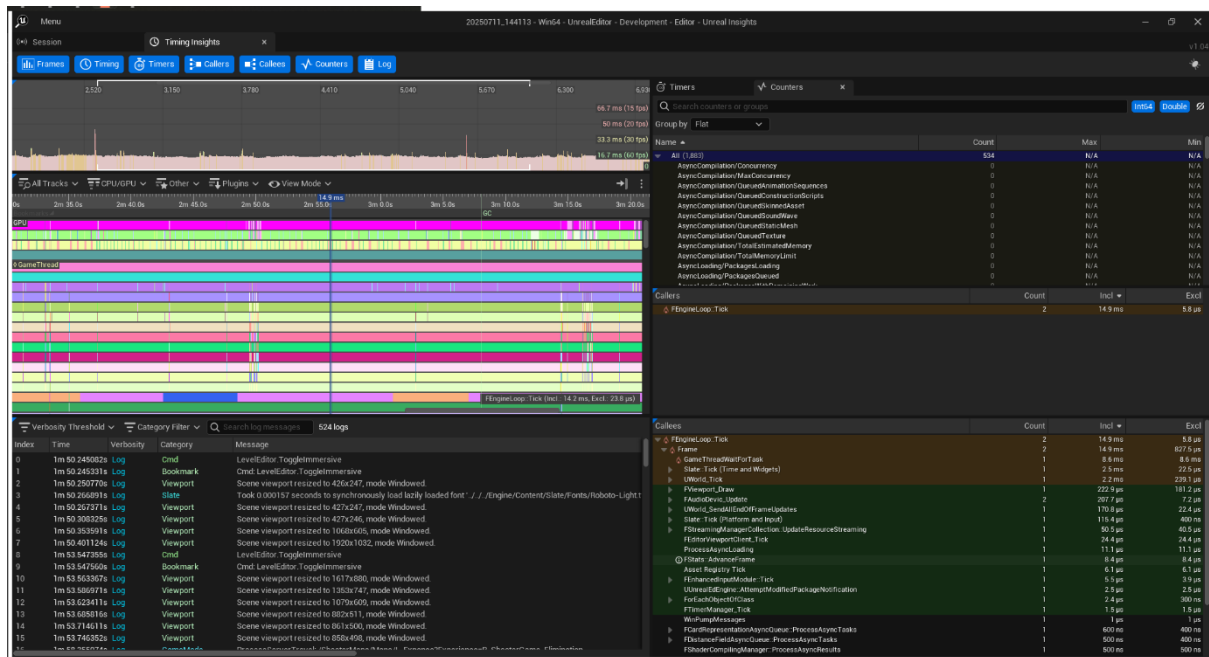 Menu
20250711_144113 - Win64 - UnrealEditor - Development - Editor - Unreal Insights
Session
Timing Insights
v1.04
Frames Timing Timers Callers Callees Counters Log
2,520 3,150 3,780 4,410 5,040 5,670 6,300 6,930
66.7 ms (15 fps)
50 ms (20 fps)
33.3 ms (30 fps)
16.7 ms (60 fps)
All Tracks CPU/GPU Other Plugins View Mode
14.9 ms
0s 2m 35.0s 2m 40.0s 2m 45.0s 2m 50.0s 2m 55.0s 3m 0.0s 3m 5.0s 3m 10.0s 3m 15.0s 3m 20.0s
GC
GPU
GameThread
FEngineLoop::Tick (Incl.: 14.2 ms, Excl.: 23.8 µs)
Verbosity Threshold Category Filter Search log messages 524 logs
Index Time Verbosity Category Message
0 1m 50.245082s Log Cmd LevelEditor.ToggleImmersive
1 1m 50.245331s Log Bookmark Cmd: LevelEditor.ToggleImmersive
2 1m 50.250770s Log Viewport Scene viewport resized to 426x247, mode Windowed.
3 1m 50.266891s Log Slate Took 0.000157 seconds to synchronously load lazily loaded font '../../../Engine/Content/Slate/Fonts/Roboto-Light.t
4 1m 50.267371s Log Viewport Scene viewport resized to 427x247, mode Windowed.
5 1m 50.308325s Log Viewport Scene viewport resized to 427x246, mode Windowed.
6 1m 50.353591s Log Viewport Scene viewport resized to 1068x605, mode Windowed.
7 1m 50.401124s Log Viewport Scene viewport resized to 1920x1032, mode Windowed.
8 1m 53.547355s Log Cmd LevelEditor.ToggleImmersive
9 1m 53.547560s Log Bookmark Cmd: LevelEditor.ToggleImmersive
10 1m 53.563367s Log Viewport Scene viewport resized to 1617x880, mode Windowed.
11 1m 53.586971s Log Viewport Scene viewport resized to 1353x747, mode Windowed.
12 1m 53.623411s Log Viewport Scene viewport resized to 1079x609, mode Windowed.
13 1m 53.685816s Log Viewport Scene viewport resized to 882x511, mode Windowed.
14 1m 53.714611s Log Viewport Scene viewport resized to 861x500, mode Windowed.
15 1m 53.746352s Log Viewport Scene viewport resized to 858x498, mode Windowed.
Timers
Counters
Search counters or groups Int64 Double
Group by Flat
Name Count Max Min
All (1,883) 534 N/A N/A
AsyncCompilation/Concurrency 0 N/A N/A
AsyncCompilation/MaxConcurrency 0 N/A N/A
AsyncCompilation/QueuedAnimationSequences 0 N/A N/A
AsyncCompilation/QueuedConstructionScripts 0 N/A N/A
AsyncCompilation/QueuedSkinnedAsset 0 N/A N/A
AsyncCompilation/QueuedSoundWave 0 N/A N/A
AsyncCompilation/QueuedStaticMesh 0 N/A N/A
AsyncCompilation/QueuedTexture 0 N/A N/A
AsyncCompilation/TotalEstimatedMemory 0 N/A N/A
AsyncCompilation/TotalMemoryLimit 0 N/A N/A
AsyncLoading/PackagesLoading 0 N/A N/A
AsyncLoading/PackagesQueued 0 N/A N/A
Callers Count Incl Excl
FEngineLoop::Tick 2 14.9 ms 5.8 µs
Callees Count Incl Excl
FEngineLoop::Tick 2 14.9 ms 5.8 µs
Frame 2 14.9 ms 827.5 µs
GameThreadWaitForTask 1 8.6 ms 8.6 ms
Slate::Tick (Time and Widgets) 1 2.5 ms 22.5 µs
UWorld_Tick 1 2.2 ms 239.1 µs
FViewport_Draw 1 222.9 µs 181.2 µs
FAudioDevic_Update 2 207.7 µs 7.2 µs
UWorld_SendAllEndOfFrameUpdates 1 170.8 µs 22.4 µs
Slate::Tick (Platform and Input) 1 115.4 µs 400 ns
FStreamingManagerCollection::UpdateResourceStreaming 1 50.5 µs 40.5 µs
FEditorViewportClient_Tick 1 24.4 µs 24.4 µs
ProcessAsyncLoading 1 11.1 µs 11.1 µs
FStats::AdvanceFrame 1 8.4 µs 8.4 µs
Asset Registry Tick 1 6.1 µs 6.1 µs
FEnhancedInputModule::Tick 1 5.5 µs 3.9 µs
UUnrealEdEngine::AttemptModifiedPackageNotification 1 2.5 µs 2.5 µs
ForEachObjectOfClass 1 2.4 µs 300 ns
FTimerManager_Tick 1 1.5 µs 1.5 µs
WinPumpMessages 1 1 µs 1 µs
FCardRepresentationAsyncQueue::ProcessAsyncTasks 1 600 ns 400 ns
FDistanceFieldAsyncQueue::ProcessAsyncTasks 1 500 ns 400 ns
FShaderCompilingManager::ProcessAsyncResults 1 500 ns 500 ns